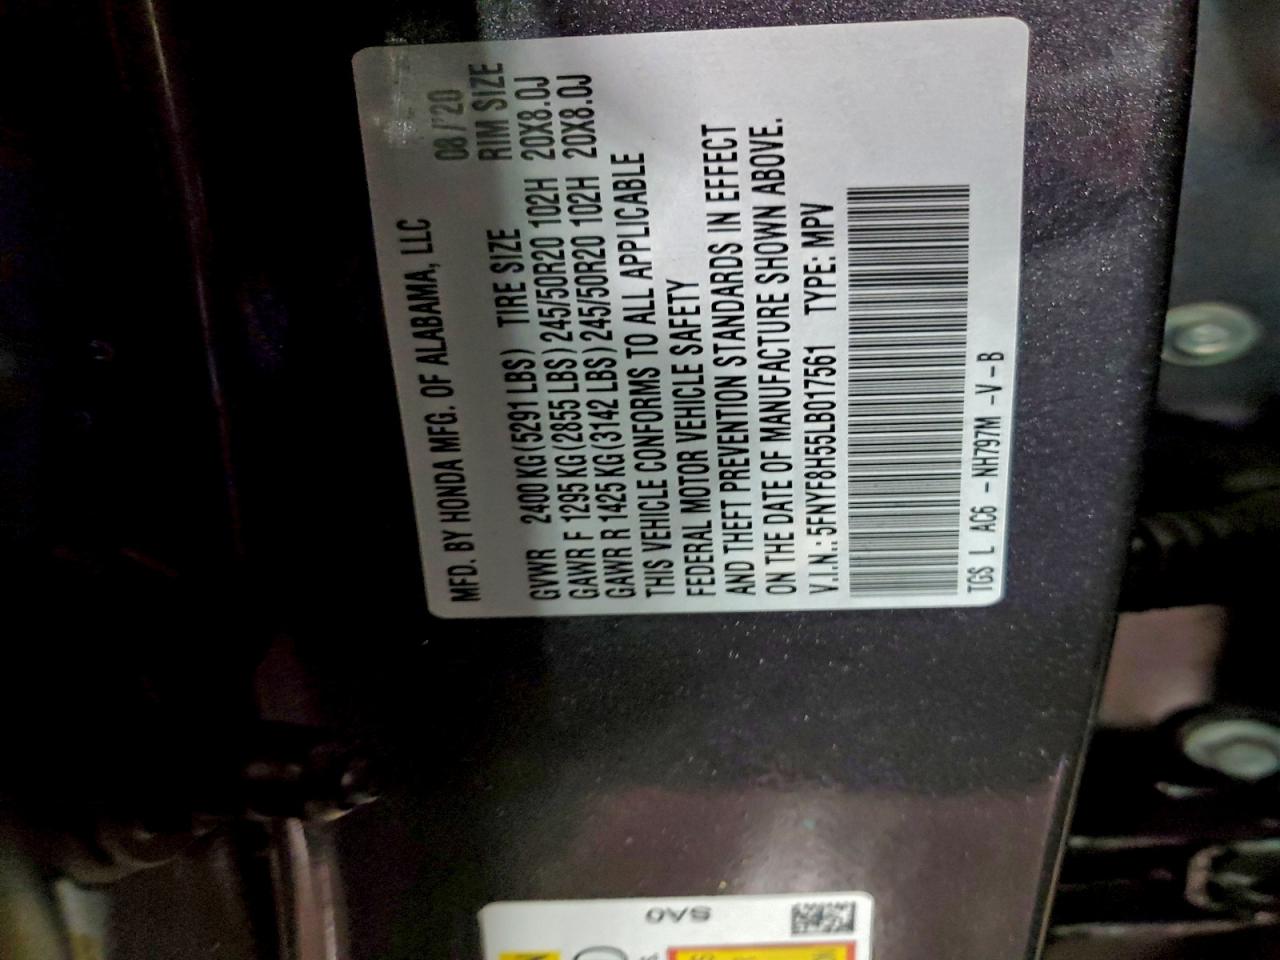 MFD. BY HONDA MFG. OF ALABAMA, LLC
08/'20
GVWR 2400 KG (5291 LBS) TIRE SIZE RIM SIZE
GAWR F 1295 KG (2855 LBS) 245/50R20 102H 20X8.0J
GAWR R 1425 KG (3142 LBS) 245/50R20 102H 20X8.0J
THIS VEHICLE CONFORMS TO ALL APPLICABLE
FEDERAL MOTOR VEHICLE SAFETY
AND THEFT PREVENTION STANDARDS IN EFFECT
ON THE DATE OF MANUFACTURE SHOWN ABOVE.
V.I.N.: 5FNYF8H55LB017561 TYPE: MPV
TGS L AC6 -NH797M -V-B